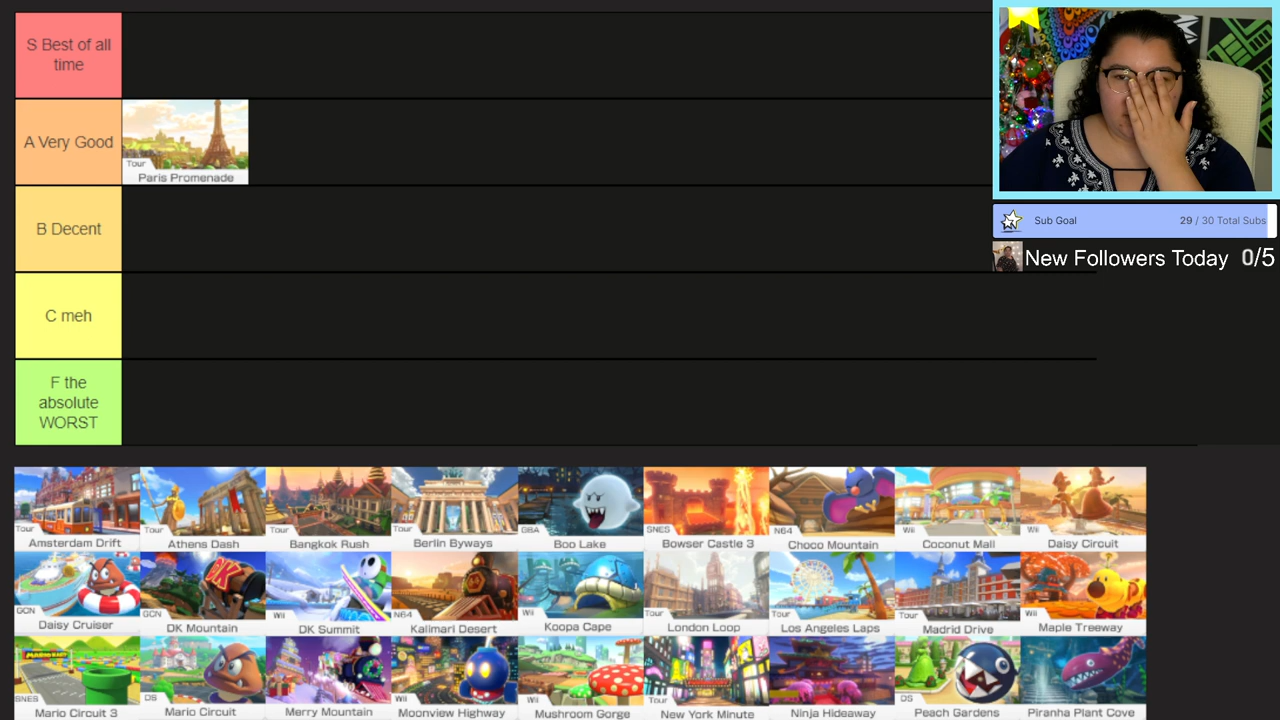 S Best of all
time
A Very Good
Tour
Paris Promenade
B Decent
C meh
F the
absolute
WORST
Sub Goal
29 / 30 Total Subs
New Followers Today 0/5
Tour
Amsterdam Drift
Tour
Athens Dash
Tour
Bangkok Rush
Tour
Berlin Byways
GBA
Boo Lake
SNES
Bowser Castle 3
N64
Choco Mountain
Wii
Coconut Mall
Wii
Daisy Circuit
GCN
Daisy Cruiser
GCN
DK
DK Mountain
Wii
DK Summit
N64
Kalimari Desert
Wii
Koopa Cape
Tour
London Loop
Tour
Los Angeles Laps
Tour
Madrid Drive
Wii
Maple Treeway
MARIO KART
SNES
Mario Circuit 3
DS
Mario Circuit
Merry Mountain
Wii
Moonview Highway
Wii
Mushroom Gorge
Tour
New York Minute
Ninja Hideaway
DS
Peach Gardens
Piranha Plant Cove